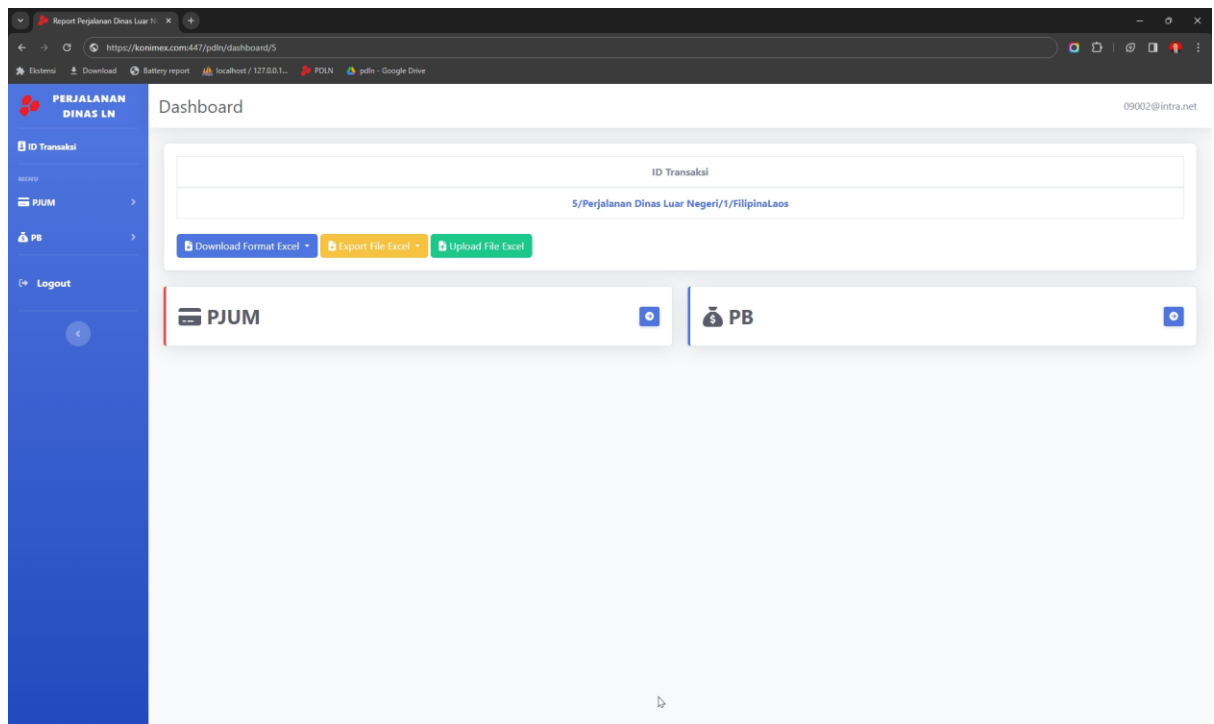 Report Perjalanan Dinas Luar N
https://konimex.com:447/pdln/dashboard/5
Ekstensi Download Battery report localhost / 127.0.0.1... PDLN pdln - Google Drive
PERJALANAN
DINAS LN
Dashboard
09002@intra.net
ID Transaksi
MENU
PJUM
PB
Logout
ID Transaksi
5/Perjalanan Dinas Luar Negeri/1/FilipinaLaos
Download Format Excel Export File Excel Upload File Excel
PJUM
PB